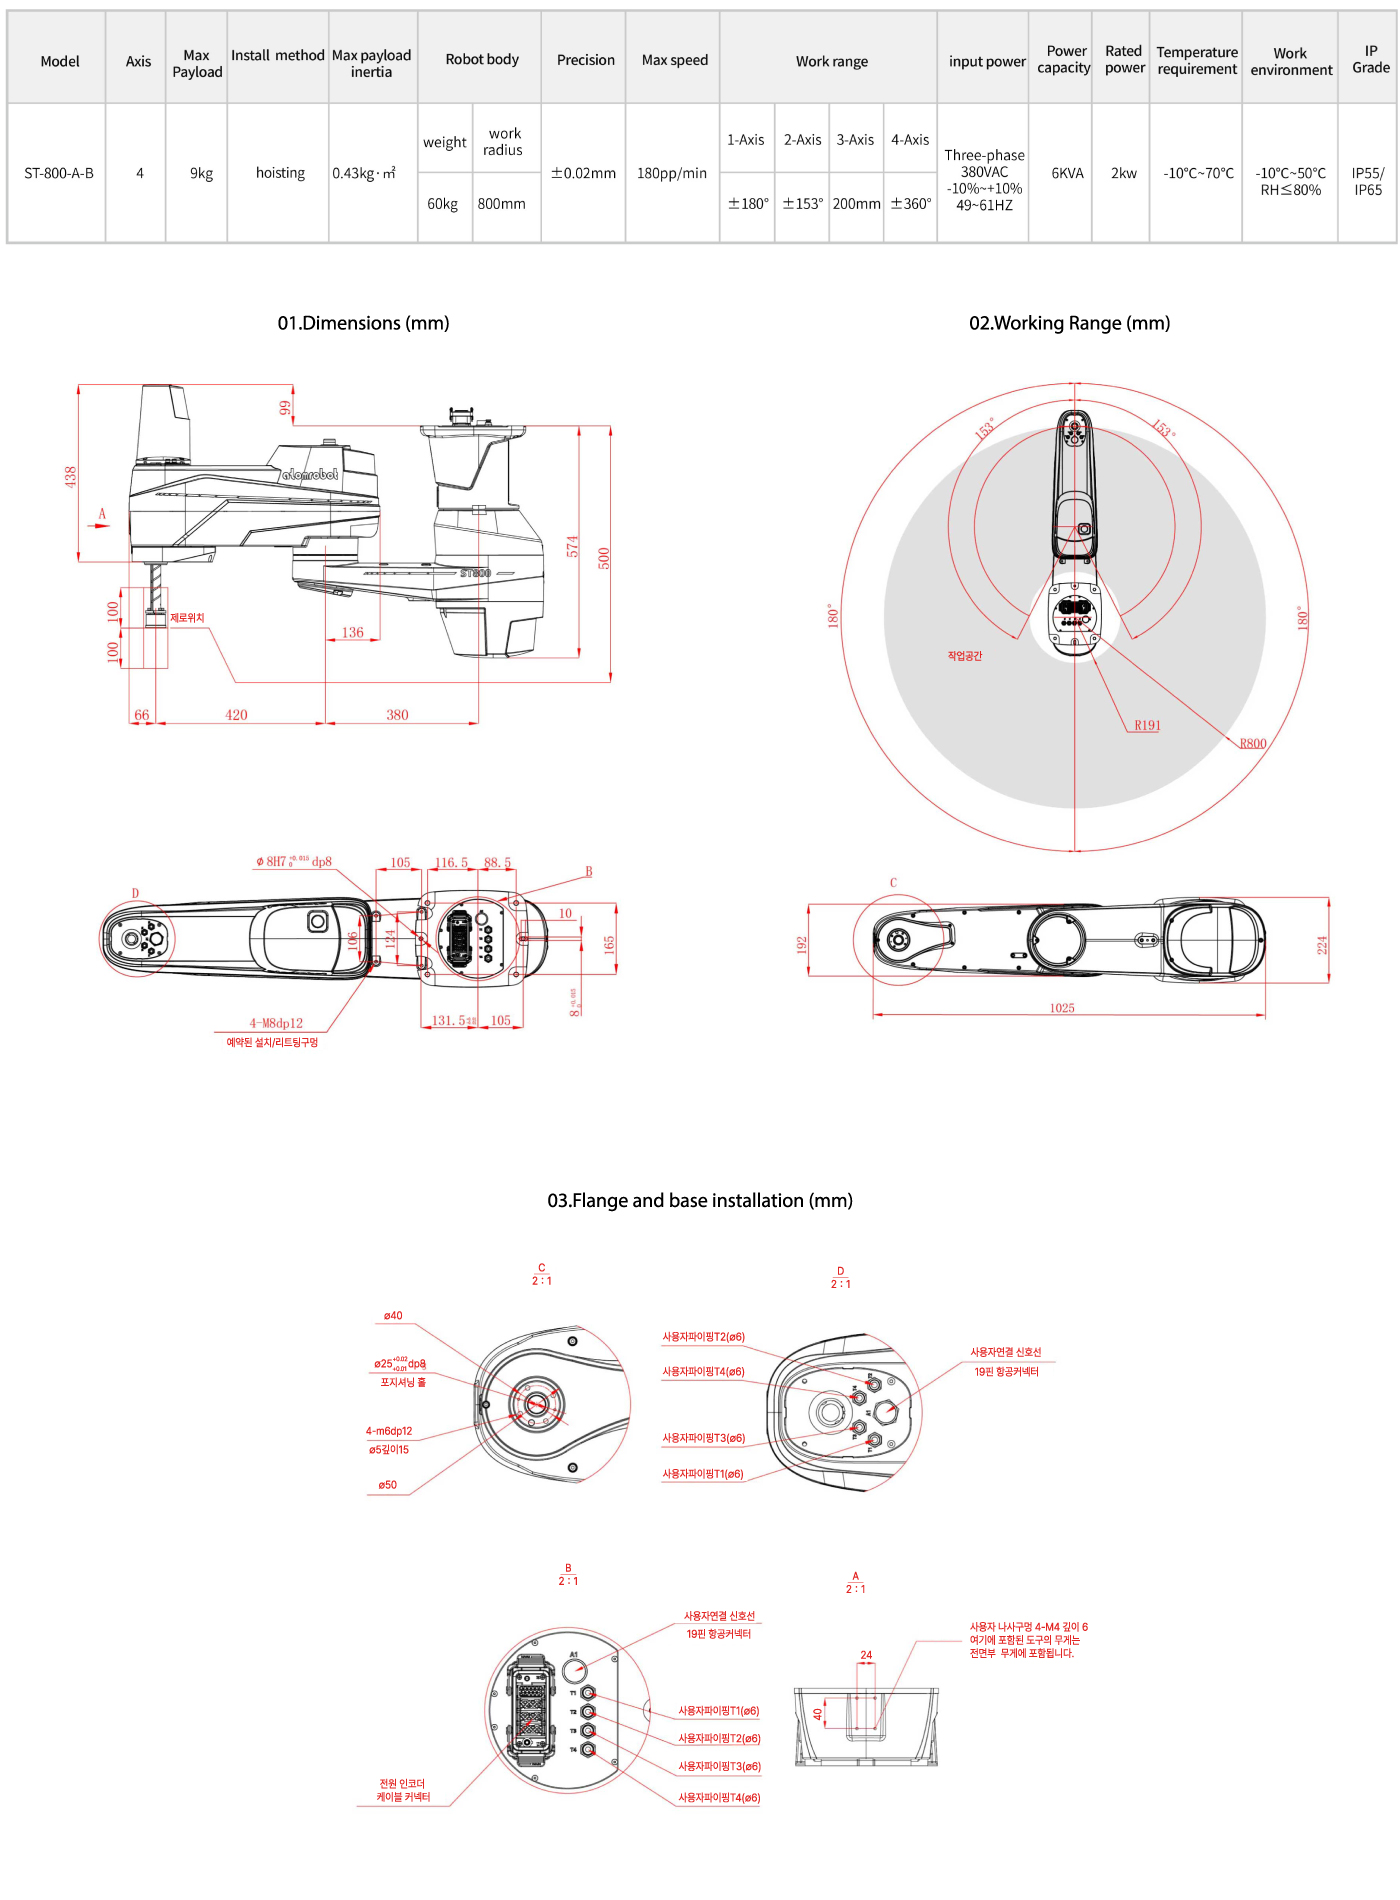 Model
Axis
Max
Payload
Install method
Max payload
inertia
Robot body
Precision
Max speed
Work range
input power
Power
capacity
Rated
power
Temperature
requirement
Work
environment
IP
Grade
ST-800-A-B
4
9kg
hoisting
0.43kg·㎡
weight
work
radius
60kg
800mm
±0.02mm
180pp/min
1-Axis
2-Axis
3-Axis
4-Axis
±180°
±153°
200mm
±360°
Three-phase
380VAC
-10%~+10%
49~61HZ
6KVA
2kw
-10℃~70℃
-10℃~50℃
RH≦80%
IP55/
IP65
01.Dimensions (mm)
438
99
A
atomrobot
ST800
574
500
100
100
제로위치
136
66
420
380
02.Working Range (mm)
153°
153°
180°
180°
작업공간
R191
R800
ø 8H7 +0.015 0 dp8
105
116.5
88.5
B
D
10
106
124
165
8 +0.015
131.5
105
4-M8dp12
예약된 설치/리트팅구멍
C
192
224
1025
03.Flange and base installation (mm)
C
2 : 1
ø40
ø25 +0.02 +0.01 dp8
포지셔닝 홀
4-m6dp12
ø5깊이15
ø50
D
2 : 1
사용자파이핑T2(ø6)
사용자파이핑T4(ø6)
사용자파이핑T3(ø6)
사용자파이핑T1(ø6)
사용자연결 신호선
19핀 항공커넥터
A1
B
2 : 1
사용자연결 신호선
19핀 항공커넥터
A1
T1
T2
T3
T4
사용자파이핑T1(ø6)
사용자파이핑T2(ø6)
사용자파이핑T3(ø6)
사용자파이핑T4(ø6)
전원 인코더
케이블 커넥터
A
2 : 1
사용자 나사구멍 4-M4 깊이 6
여기에 포함된 도구의 무게는
전면부 무게에 포함됩니다.
24
40